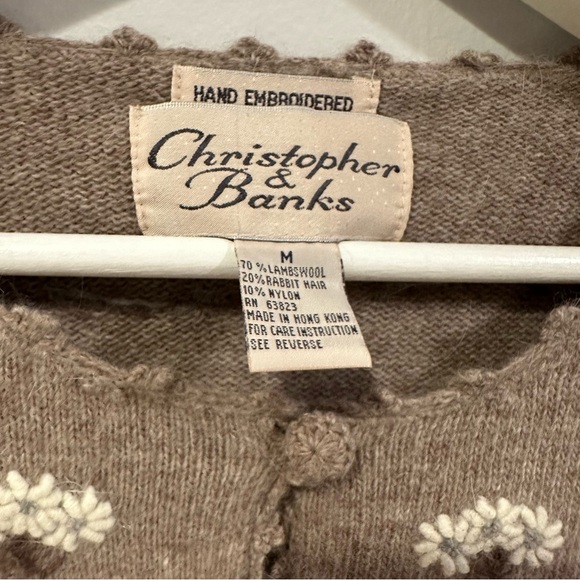 HAND EMBROIDERED
Christopher
&
Banks
M
70 % LAMBSWOOL
20% RABBIT HAIR
10% NYLON
RN 63823
MADE IN HONG KONG
FOR CARE INSTRUCTION
SEE REVERSE